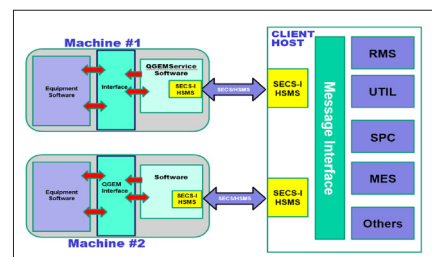 Machine #1
CLIENT
HOST
QGEMService
Software
Interface
Equipment
Software
SECS-I
HSMS
SECS/HSMS
SECS-I
HSMS
Message Interface
RMS
UTIL
SPC
MES
Others
Software
QGEM
Interface
Equipment
Software
SECS-I
HSMS
SECS/HSMS
SECS-I
HSMS
Machine #2